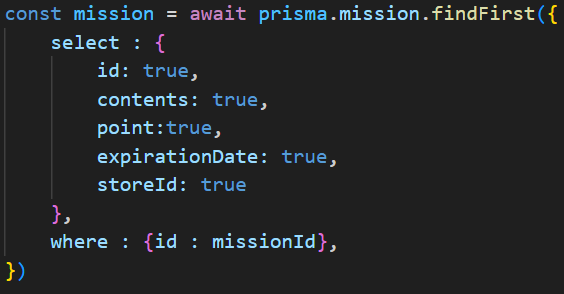 const mission = await prisma.mission.findFirst({
    select : {
        id: true,
        contents: true,
        point:true,
        expirationDate: true,
        storeId: true
    },
    where : {id : missionId},
})